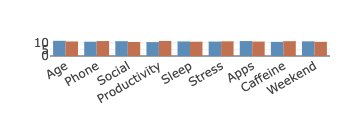 10
5
0
Age
Phone
Social
Productivity
Sleep
Stress
Apps
Caffeine
Weekend